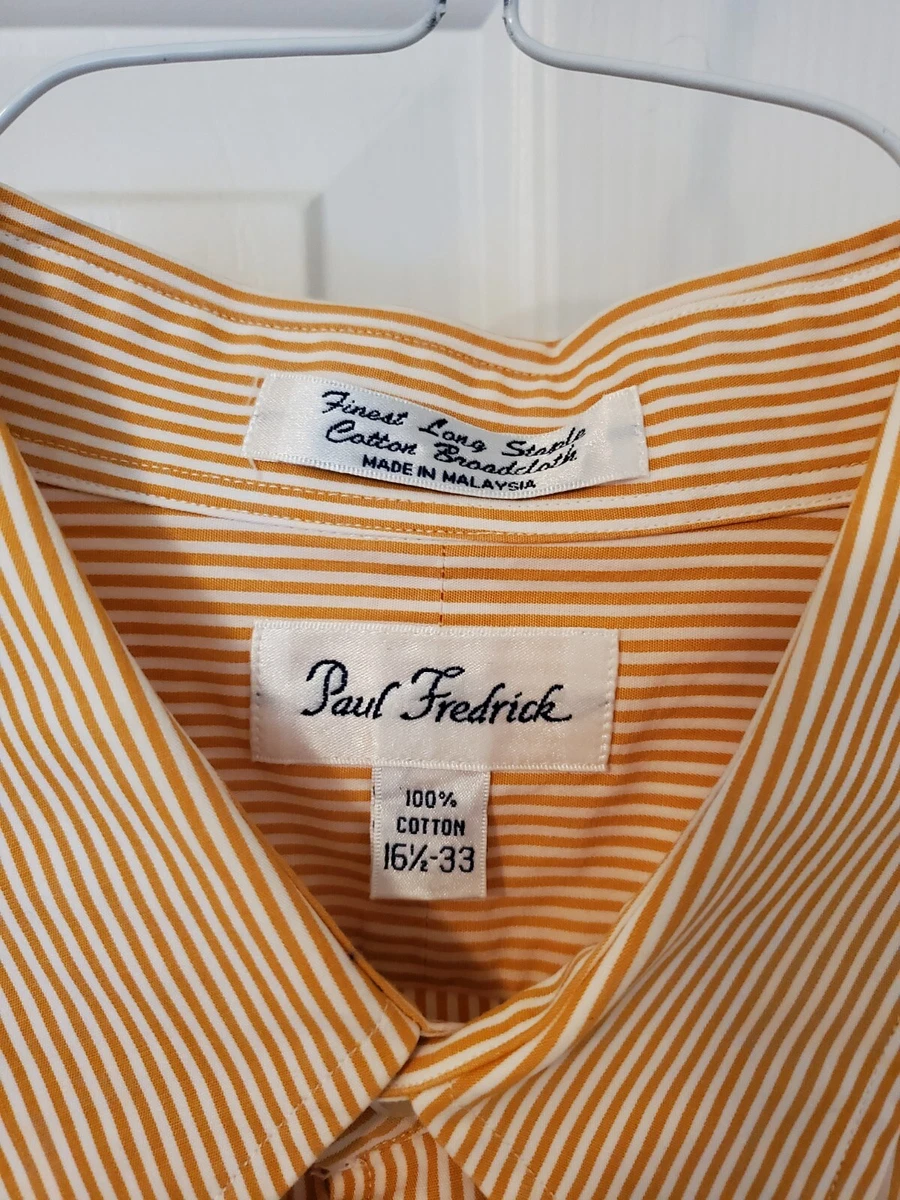 Finest Long Staple
Cotton Broadcloth
MADE IN MALAYSIA
Paul Fredrick
100%
COTTON
16½-33